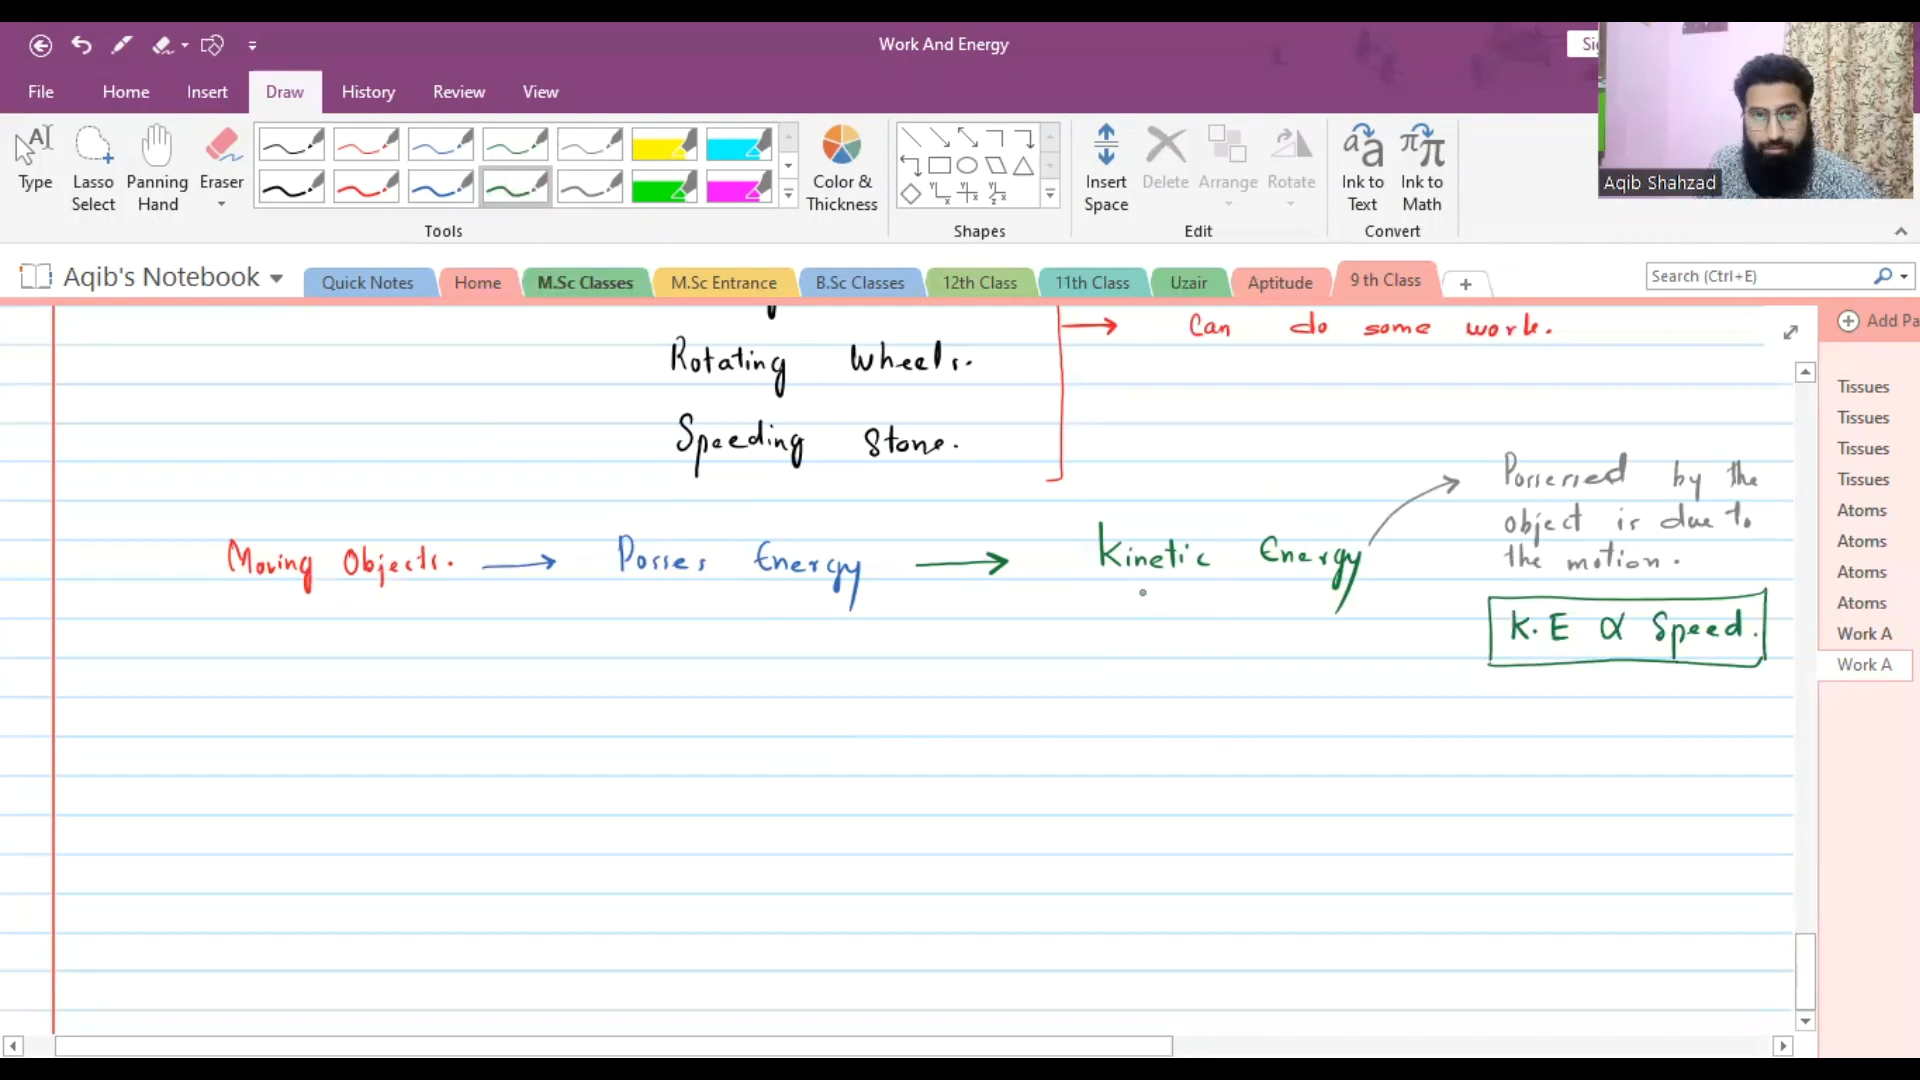 Work And Energy
File Home Insert Draw History Review View
Type
Lasso Select
Panning Hand
Eraser
Color & Thickness
Insert Space
Delete
Arrange
Rotate
Ink to Text
Ink to Math
Tools
Shapes
Edit
Convert
Aqib Shahzad
Aqib's Notebook
Quick Notes Home M.Sc Classes M.Sc Entrance B.Sc Classes 12th Class 11th Class Uzair Aptitude 9 th Class
Search (Ctrl+E)
Add Pa
Can do some work.
Rotating Wheels.
Speeding Stone.
Possessed by the
object is due to
the motion.
Moving Objects. → Posses Energy → Kinetic Energy
K.E ∝ Speed.
Tissues
Tissues
Tissues
Tissues
Atoms
Atoms
Atoms
Atoms
Work A
Work A